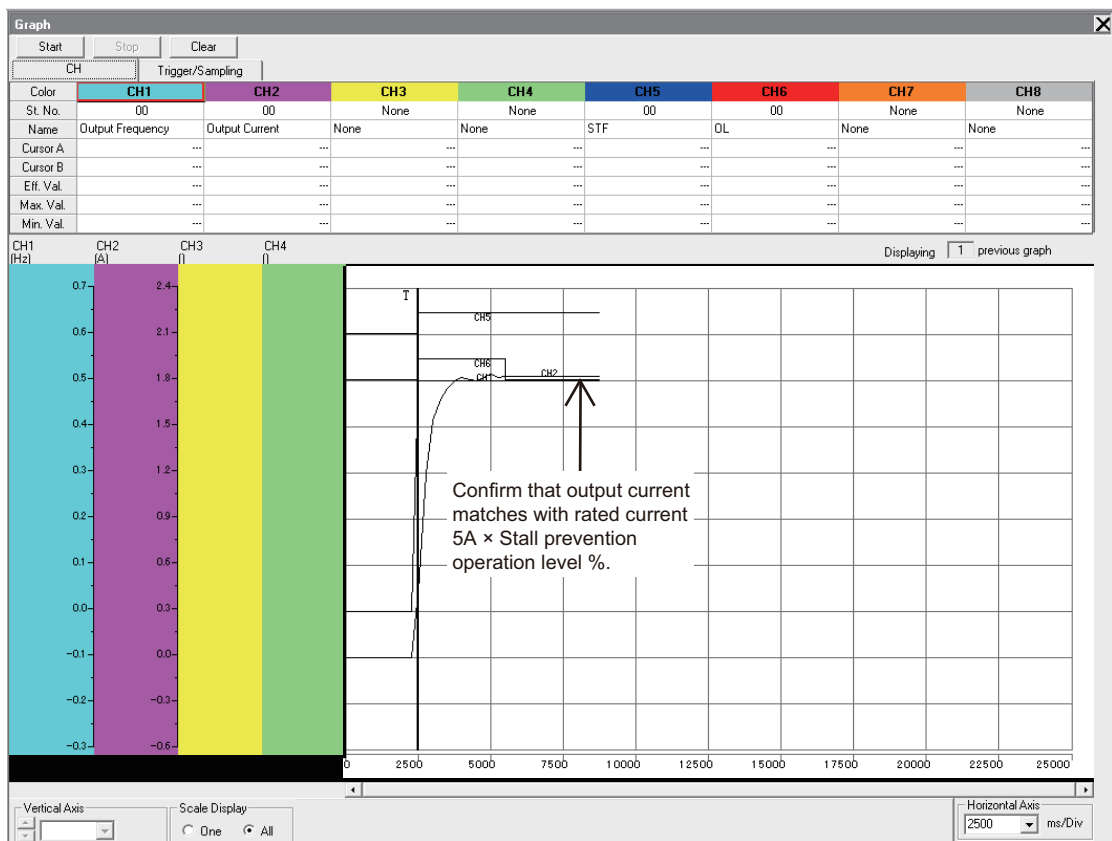 Graph
Start Stop Clear
CH Trigger/Sampling
Color CH1 CH2 CH3 CH4 CH5 CH6 CH7 CH8
St. No. 00 00 None None 00 00 None None
Name Output Frequency Output Current None None STF OL None None
Cursor A --- --- --- --- --- --- --- ---
Cursor B --- --- --- --- --- --- --- ---
Eff. Val. --- --- --- --- --- --- --- ---
Max. Val. --- --- --- --- --- --- --- ---
Min. Val. --- --- --- --- --- --- --- ---
CH1 CH2 CH3 CH4
(Hz) (A) () ()
Displaying 1 previous graph
0.7 2.4
0.6 2.1
0.5 1.8
0.4 1.5
0.3 1.2
0.2 0.9
0.1 0.6
0.0 0.3
-0.1 0.0
-0.2 -0.3
-0.3 -0.6
T
CH5
CH6
CH2
Confirm that output current
matches with rated current
5A × Stall prevention
operation level %.
0 2500 5000 7500 10000 12500 15000 17500 20000 22500 25000
Vertical Axis
Scale Display
One All
Horizontal Axis
2500 ms/Div